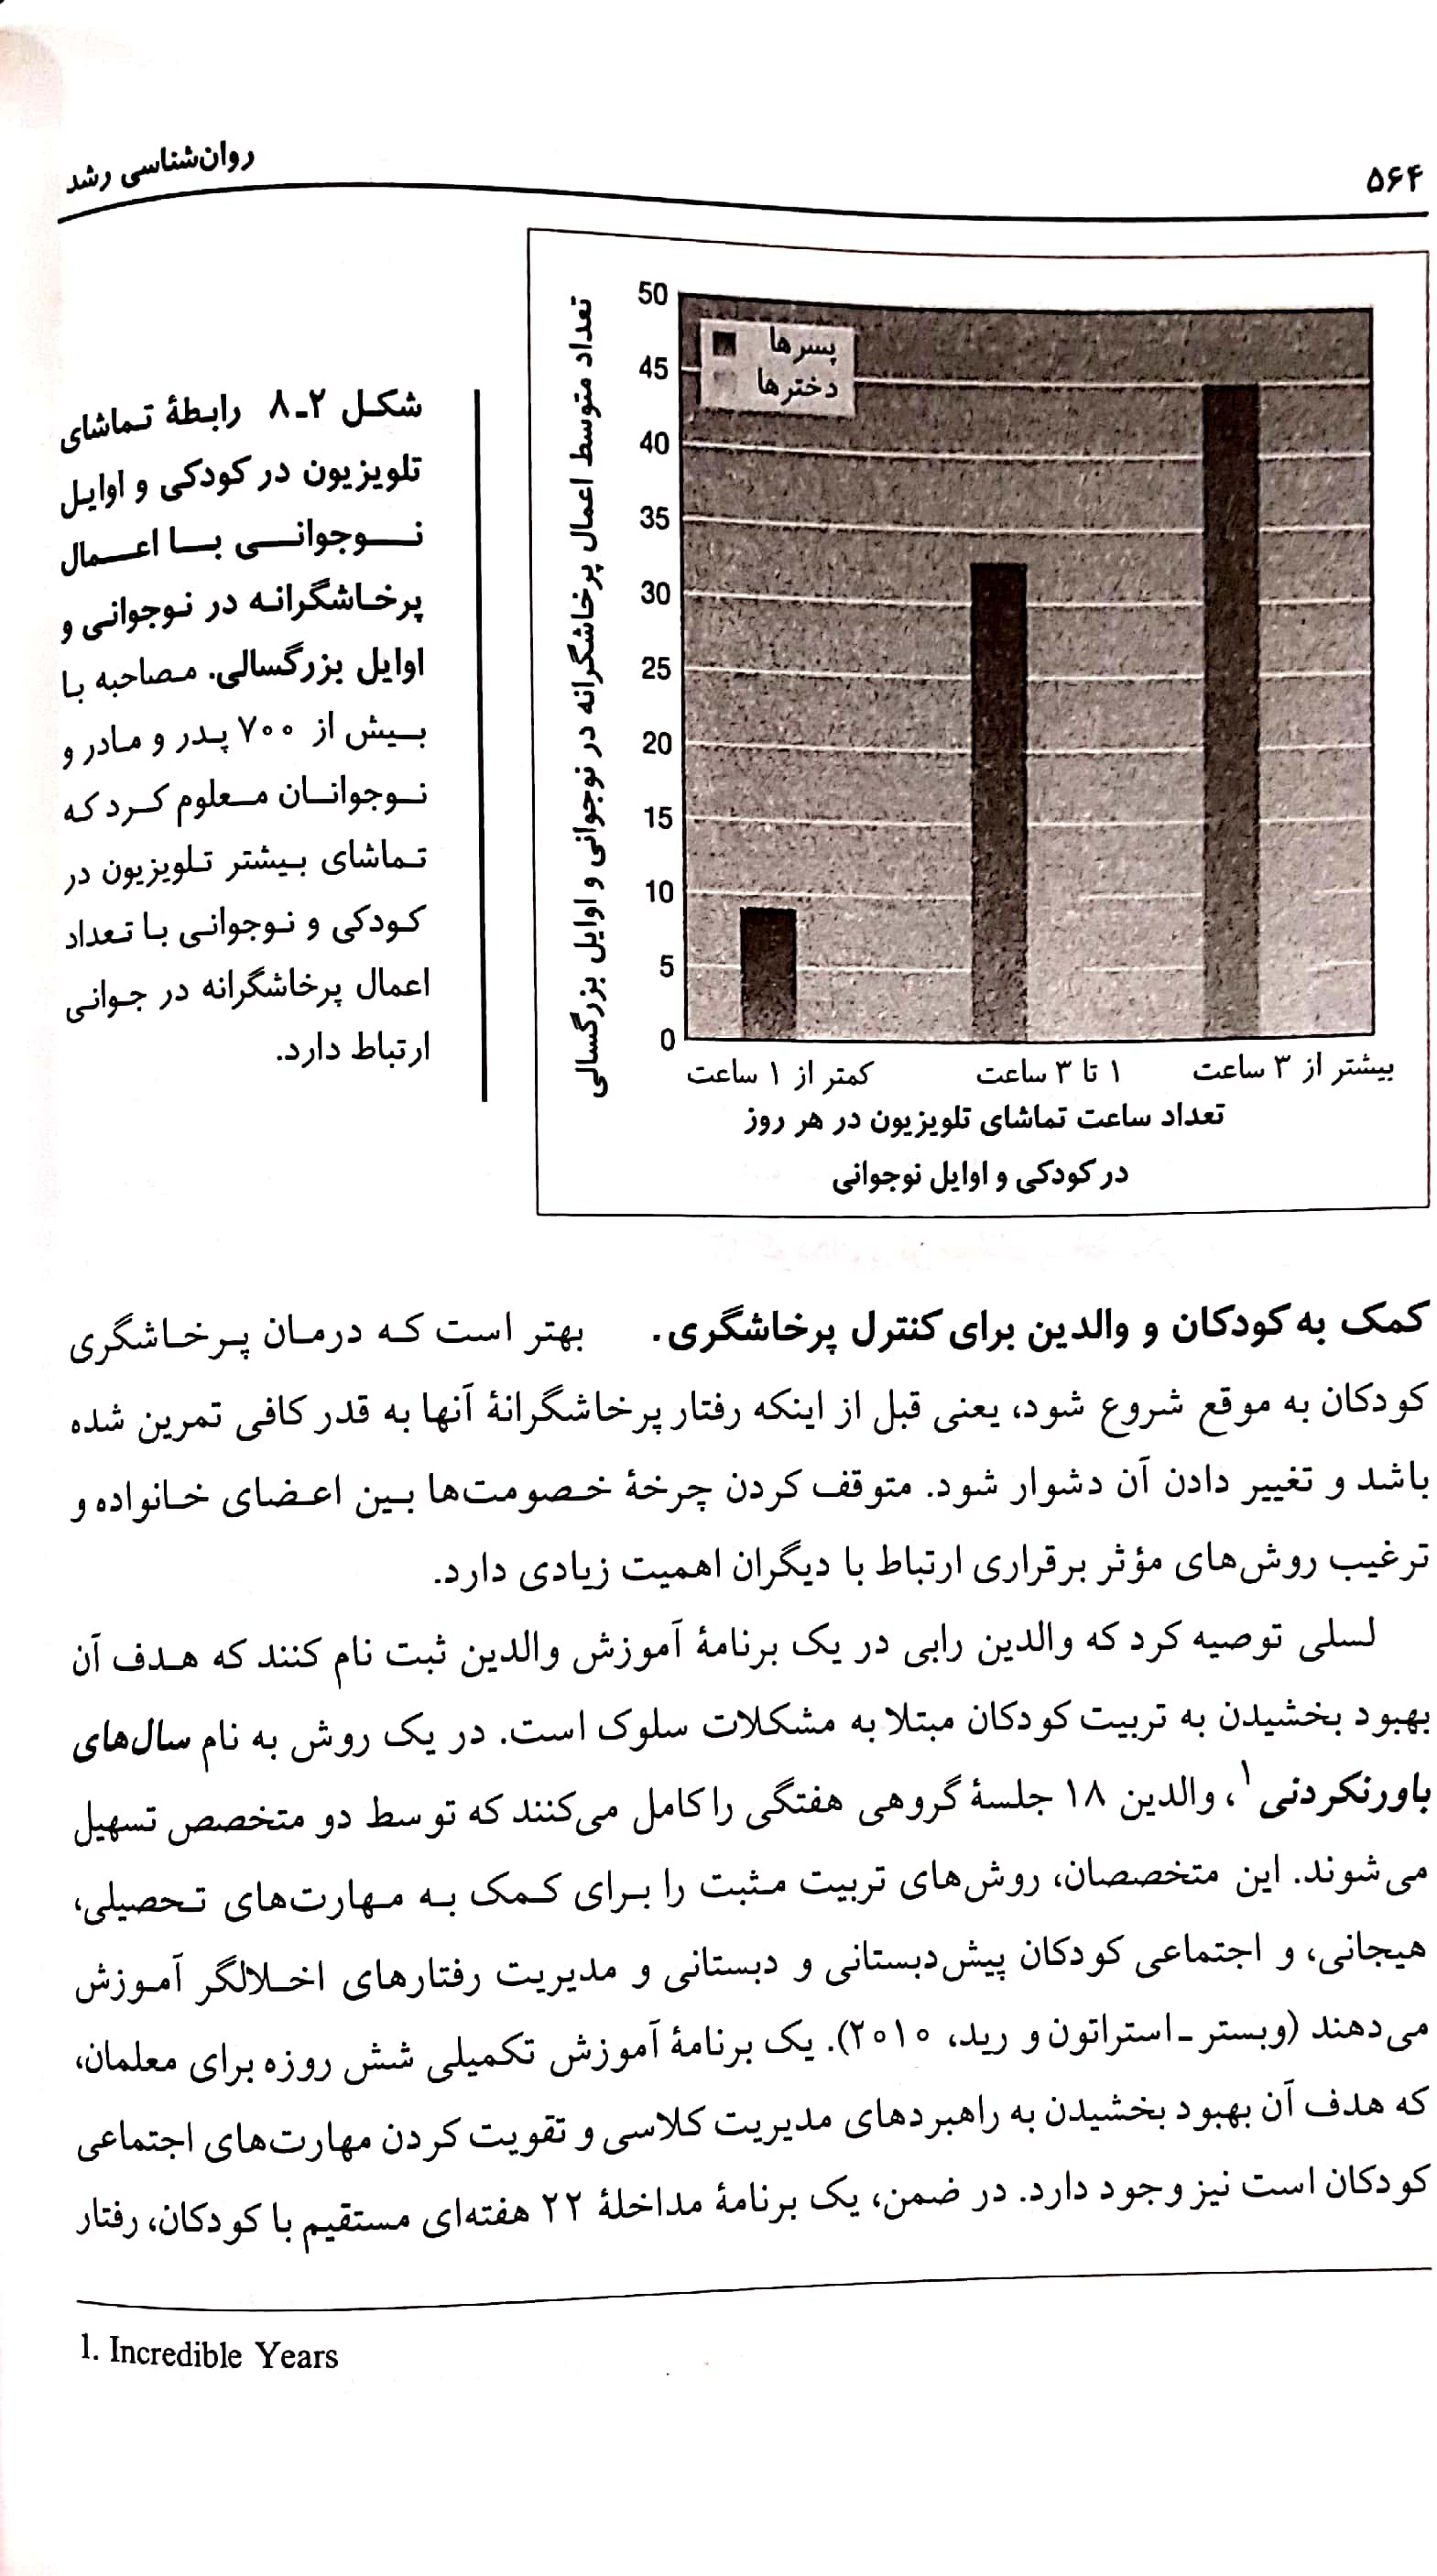 ۵۶۴
روان‌شناسی رشد
تعداد متوسط اعمال پرخاشگرانه در نوجوانی و اوایل بزرگسالی
50
45
40
35
30
25
20
15
10
5
0
پسرها
دخترها
کمتر از ۱ ساعت
۱ تا ۳ ساعت
بیشتر از ۳ ساعت
تعداد ساعت تماشای تلویزیون در هر روز
در کودکی و اوایل نوجوانی
شکل ۲ـ۸ رابطهٔ تماشای
تلویزیون در کودکی و اوایل
نوجوانی با اعمال
پرخاشگرانه در نوجوانی و
اوایل بزرگسالی. مصاحبه با
بیش از ۷۰۰ پدر و مادر و
نوجوانان معلوم کرد که
تماشای بیشتر تلویزیون در
کودکی و نوجوانی با تعداد
اعمال پرخاشگرانه در جوانی
ارتباط دارد.
کمک به کودکان و والدین برای کنترل پرخاشگری. بهتر است که درمان پرخاشگری
کودکان به موقع شروع شود، یعنی قبل از اینکه رفتار پرخاشگرانهٔ آنها به قدر کافی تمرین شده
باشد و تغییر دادن آن دشوار شود. متوقف کردن چرخهٔ خصومت‌ها بین اعضای خانواده و
ترغیب روش‌های مؤثر برقراری ارتباط با دیگران اهمیت زیادی دارد.
لسلی توصیه کرد که والدین رابی در یک برنامهٔ آموزش والدین ثبت نام کنند که هدف آن
بهبود بخشیدن به تربیت کودکان مبتلا به مشکلات سلوک است. در یک روش به نام سال‌های
باورنکردنی۱، والدین ۱۸ جلسهٔ گروهی هفتگی را کامل می‌کنند که توسط دو متخصص تسهیل
می‌شوند. این متخصصان، روش‌های تربیت مثبت را برای کمک به مهارت‌های تحصیلی،
هیجانی، و اجتماعی کودکان پیش‌دبستانی و دبستانی و مدیریت رفتارهای اخلالگر آموزش
می‌دهند (وبستر ـ استراتون و رید، ۲۰۱۰). یک برنامهٔ آموزش تکمیلی شش روزه برای معلمان،
که هدف آن بهبود بخشیدن به راهبردهای مدیریت کلاسی و تقویت کردن مهارت‌های اجتماعی
کودکان است نیز وجود دارد. در ضمن، یک برنامهٔ مداخلهٔ ۲۲ هفته‌ای مستقیم با کودکان، رفتار
1. Incredible Years